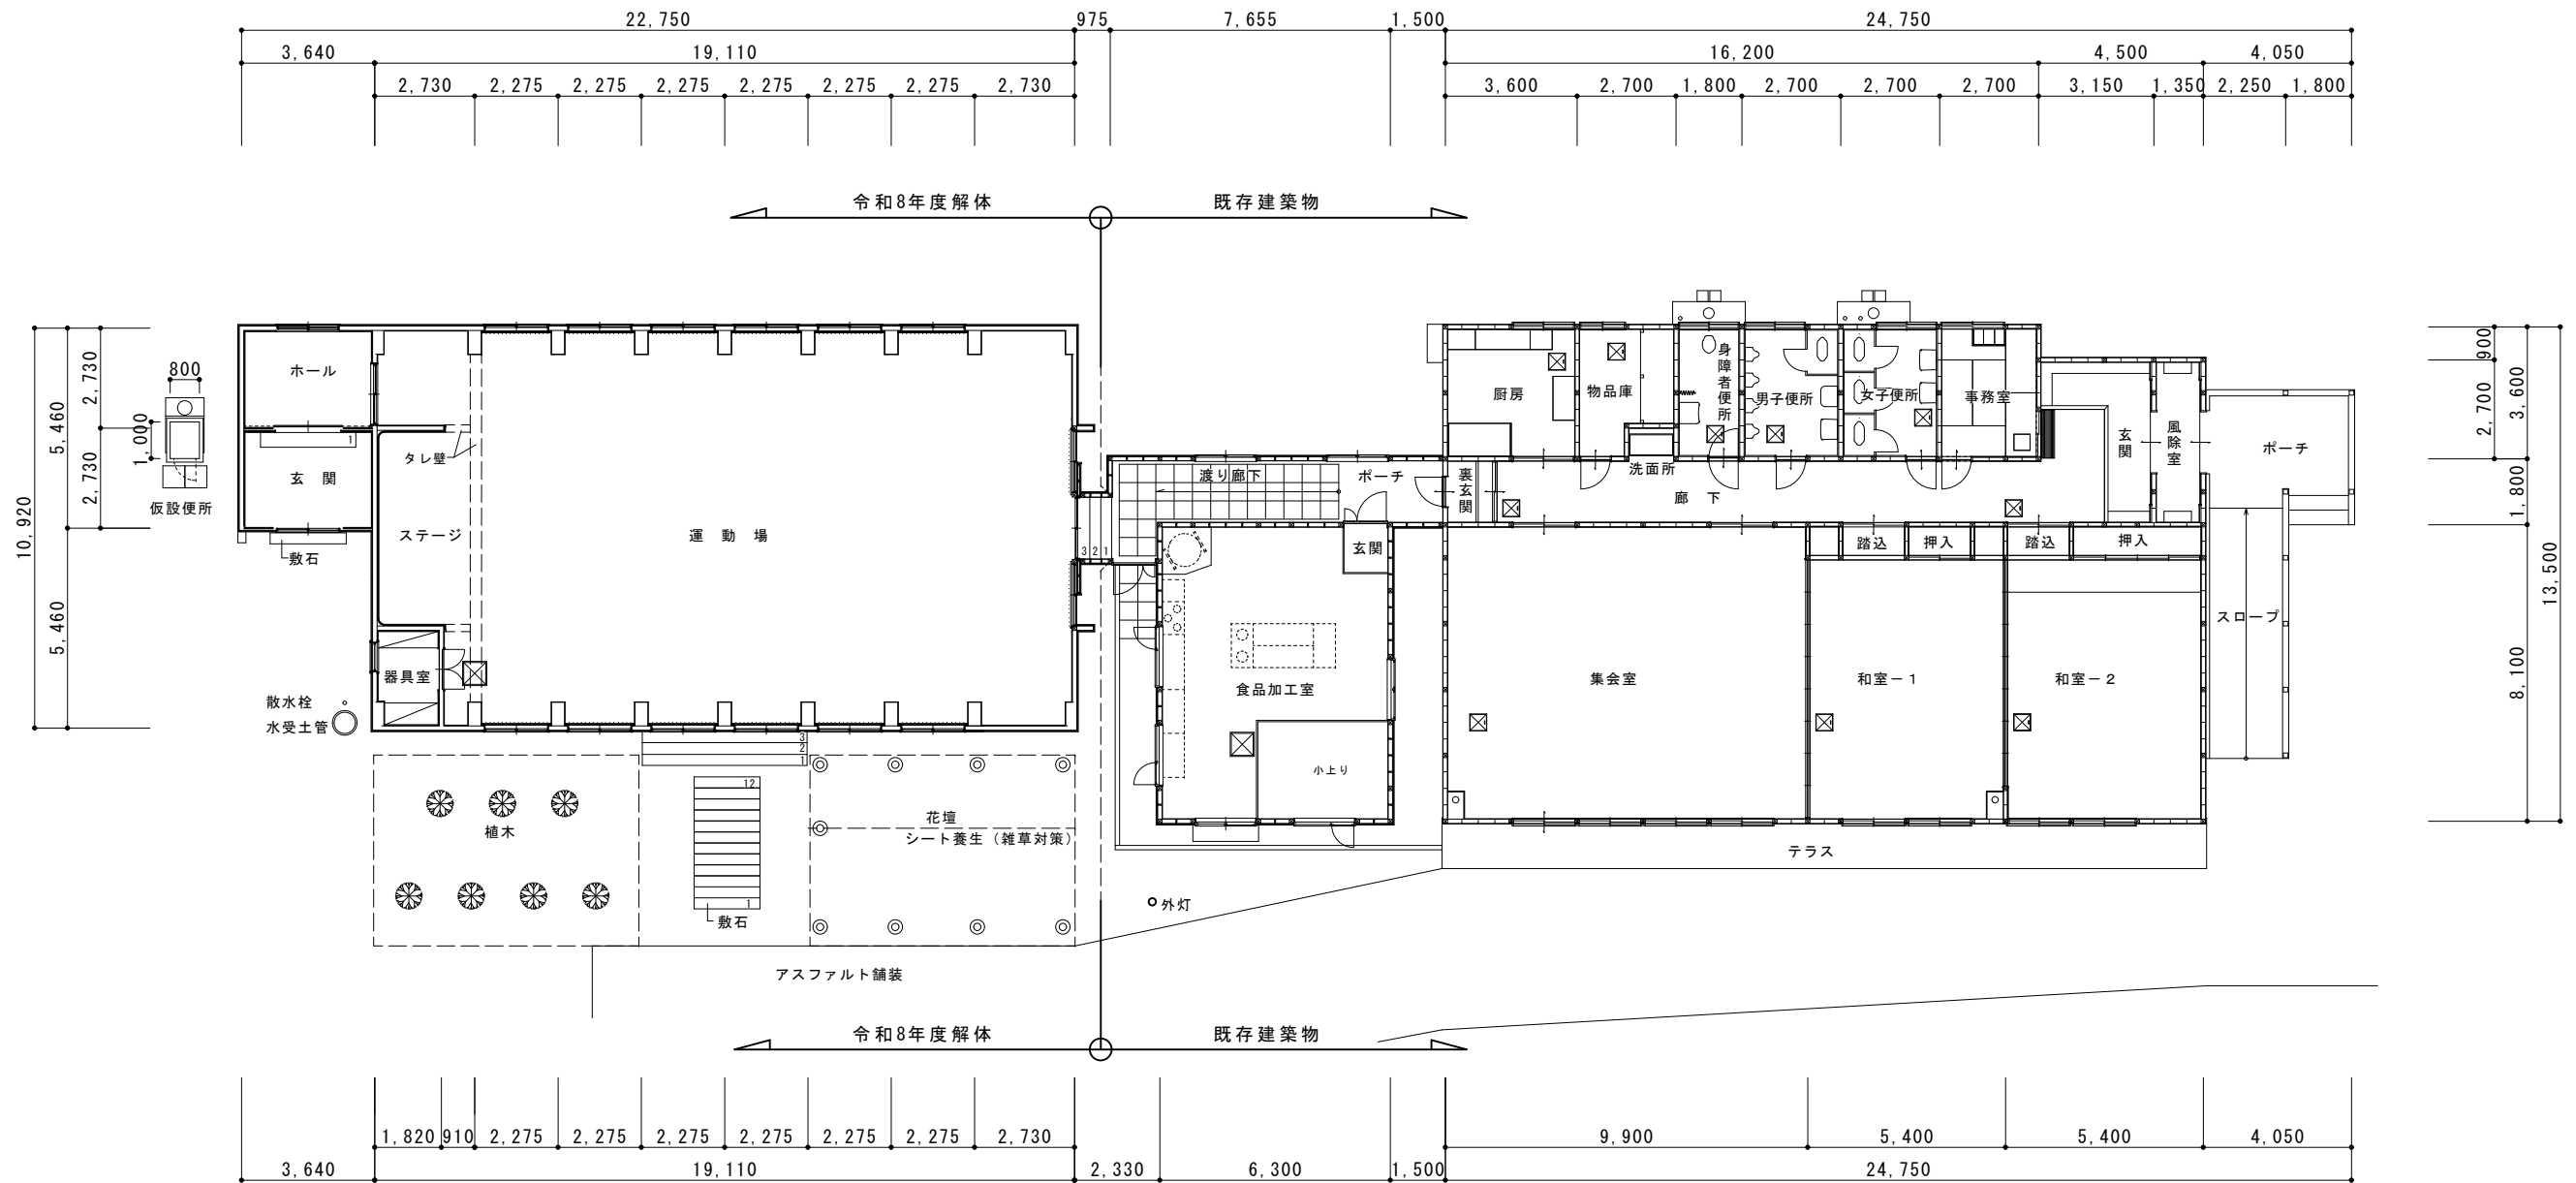 22,750
975
7,655
1,500
24,750
3,640
19,110
16,200
4,500
4,050
2,730
2,275
2,275
2,275
2,275
2,275
2,275
2,730
3,600
2,700
1,800
2,700
2,700
2,700
3,150
1,350
2,250
1,800
令和8年度解体
既存建築物
10,920
5,460
5,460
2,730
2,730
800
1,000
仮設便所
ホール
玄 関
敷石
散水栓
水受土管
タレ壁
ステージ
器具室
運 動 場
3 2 1
1
3
2
1
渡り廊下
ポーチ
裏玄関
玄関
食品加工室
小上り
厨房
物品庫
洗面所
身障者便所
男子便所
女子便所
事務室
玄関
風除室
ポーチ
廊 下
踏込
押入
踏込
押入
集会室
和室－1
和室－2
スロープ
テラス
900
2,700
3,600
1,800
8,100
13,500
植木
12
1
敷石
花壇
シート養生（雑草対策）
外灯
アスファルト舗装
令和8年度解体
既存建築物
1,820
910
2,275
2,275
2,275
2,275
2,275
2,275
2,730
9,900
5,400
5,400
4,050
3,640
19,110
2,330
6,300
1,500
24,750